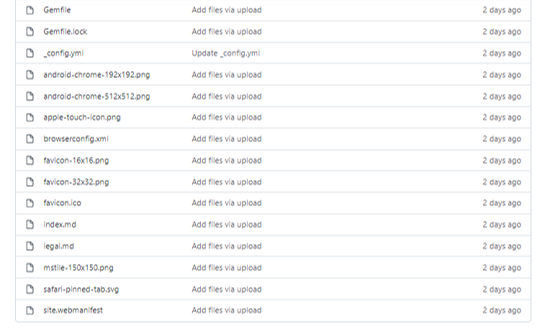 Gemfile Add files via upload 2 days ago
Gemfile.lock Add files via upload 2 days ago
_config.yml Update _config.yml 2 days ago
android-chrome-192x192.png Add files via upload 2 days ago
android-chrome-512x512.png Add files via upload 2 days ago
apple-touch-icon.png Add files via upload 2 days ago
browserconfig.xml Add files via upload 2 days ago
favicon-16x16.png Add files via upload 2 days ago
favicon-32x32.png Add files via upload 2 days ago
favicon.ico Add files via upload 2 days ago
index.md Add files via upload 2 days ago
legal.md Add files via upload 2 days ago
mstile-150x150.png Add files via upload 2 days ago
safari-pinned-tab.svg Add files via upload 2 days ago
site.webmanifest Add files via upload 2 days ago